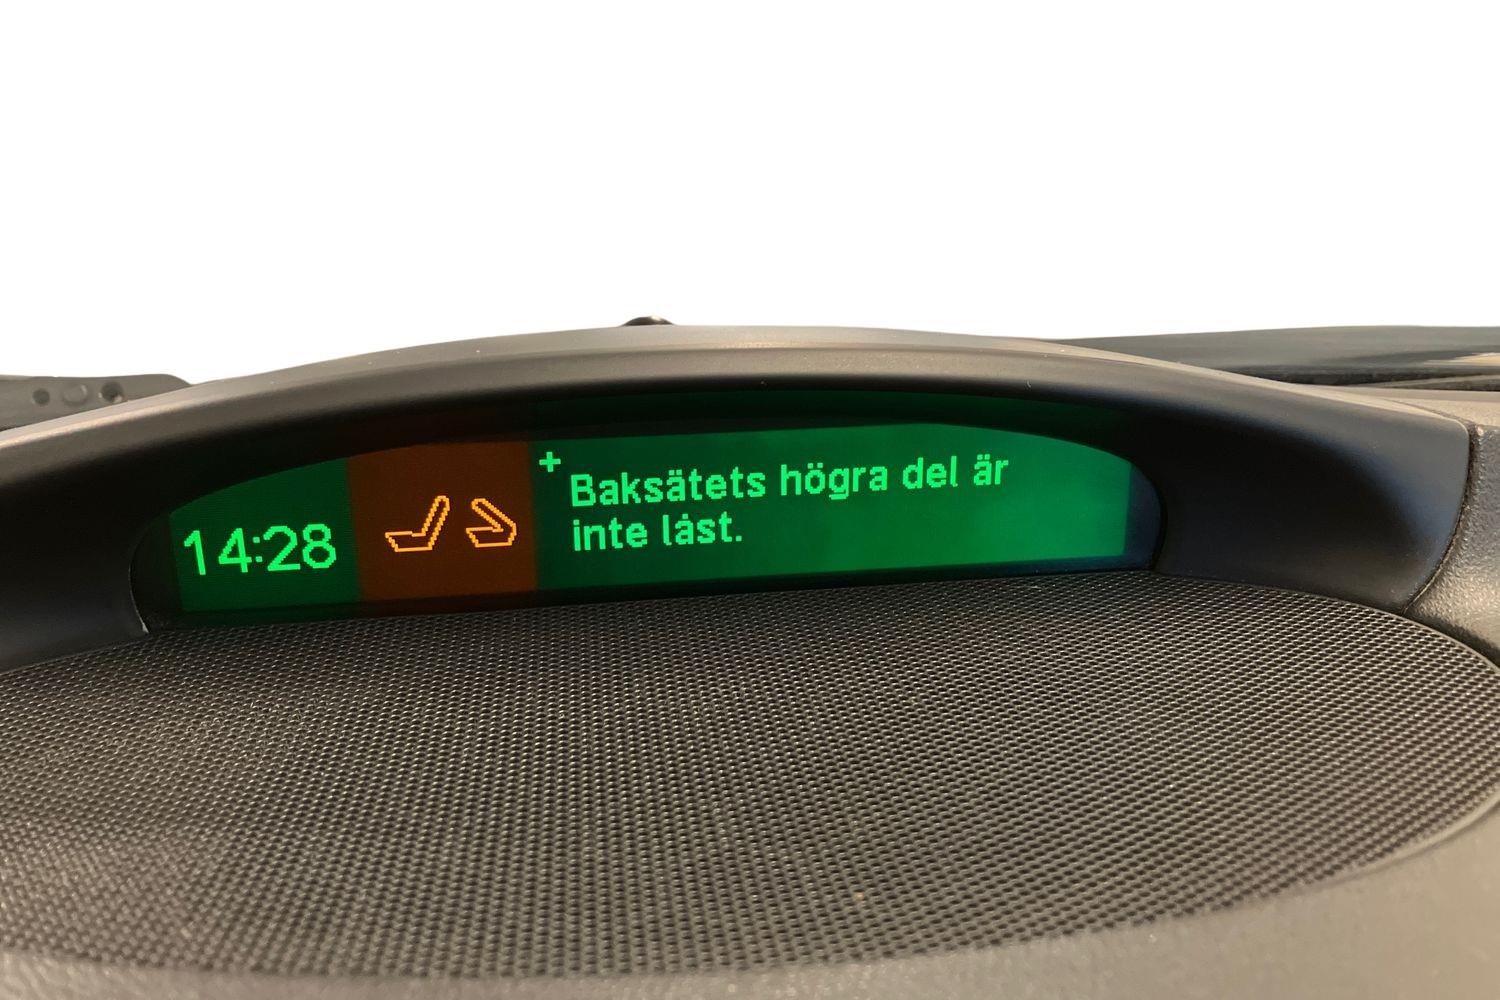 14:28
+ Baksätets högra del är
inte låst.